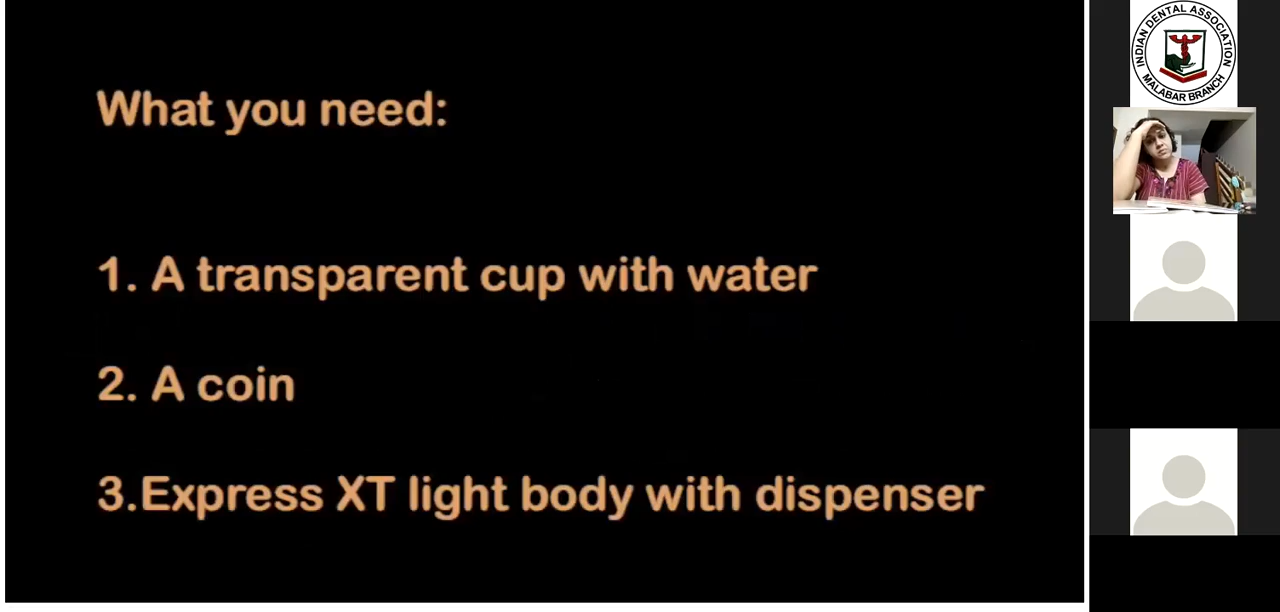 What you need:
1. A transparent cup with water
2. A coin
3.Express XT light body with dispenser
INDIAN DENTAL ASSOCIATION
MALABAR BRANCH